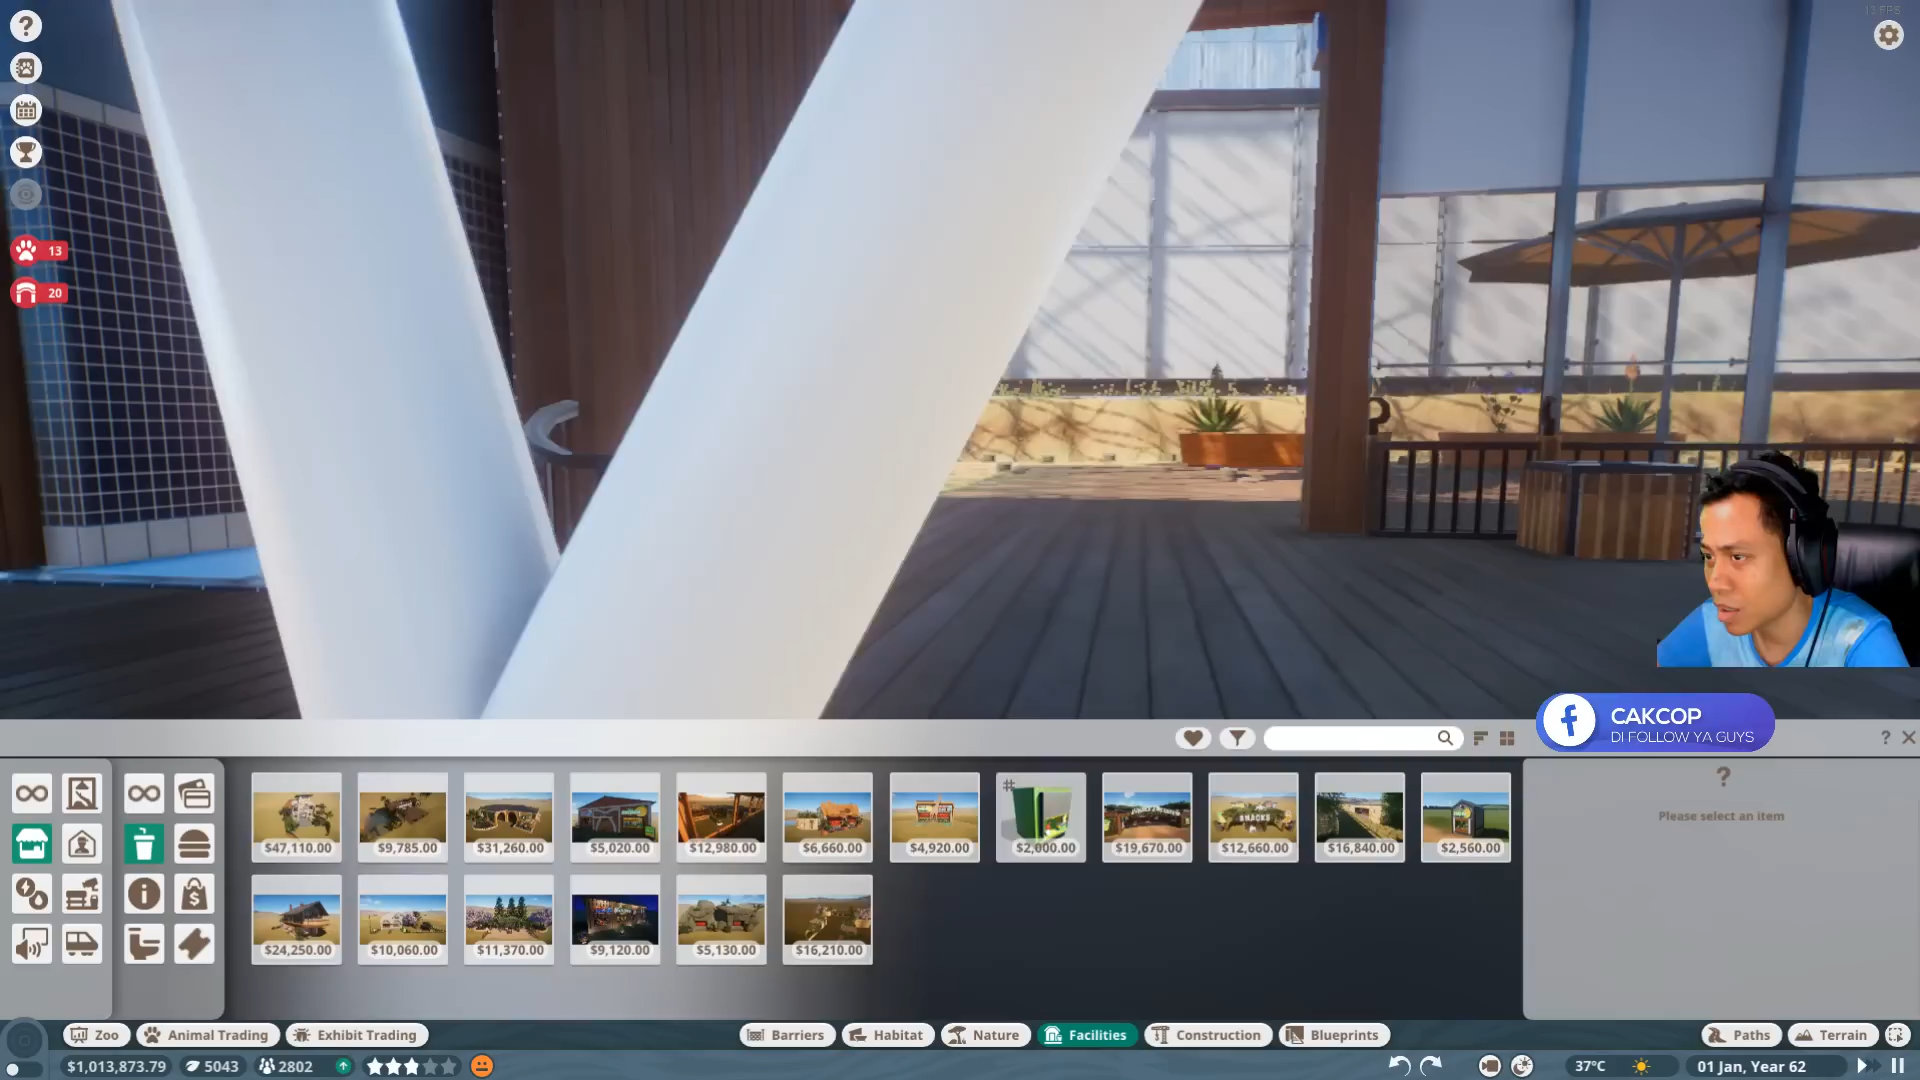 13 FPS
13
20
CAKCOP
DI FOLLOW YA GUYS
?
Please select an item
$47,110.00
$9,785.00
$31,260.00
$5,020.00
$12,980.00
$6,660.00
$4,920.00
$2,000.00
$19,670.00
$12,660.00
$16,840.00
$2,560.00
SNACKS
$24,250.00
$10,060.00
$11,370.00
$9,120.00
$5,130.00
$16,210.00
Zoo
Animal Trading
Exhibit Trading
Barriers
Habitat
Nature
Facilities
Construction
Blueprints
Paths
Terrain
$1,013,873.79
5043
2802
37°C
01 Jan, Year 62